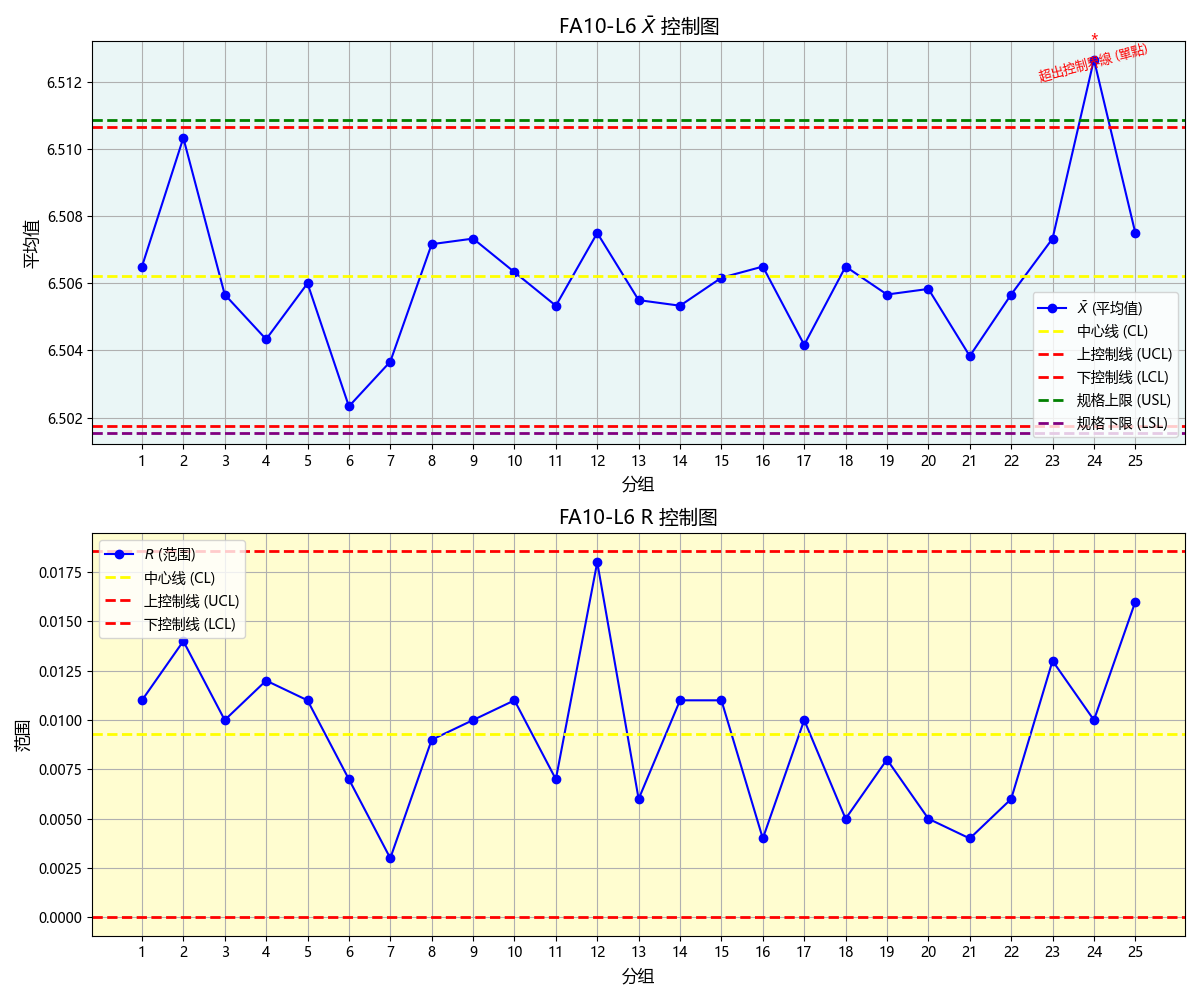 FA10-L6 X̄ 控制图
*
超出控制界線 (單點)
平均值
6.512
6.510
6.508
6.506
6.504
6.502
X̄ (平均值)
中心线 (CL)
上控制线 (UCL)
下控制线 (LCL)
规格上限 (USL)
规格下限 (LSL)
1 2 3 4 5 6 7 8 9 10 11 12 13 14 15 16 17 18 19 20 21 22 23 24 25
分组
FA10-L6 R 控制图
R (范围)
中心线 (CL)
上控制线 (UCL)
下控制线 (LCL)
范围
0.0175
0.0150
0.0125
0.0100
0.0075
0.0050
0.0025
0.0000
1 2 3 4 5 6 7 8 9 10 11 12 13 14 15 16 17 18 19 20 21 22 23 24 25
分组